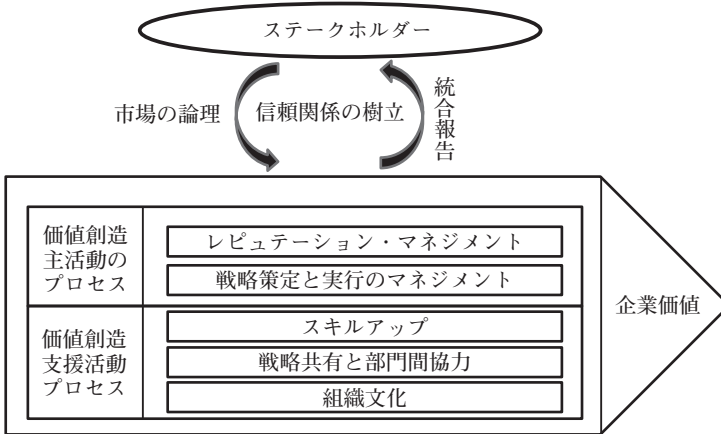 ステークホルダー
市場の論理
信頼関係の樹立
統合報告
価値創造
主活動の
プロセス
レピュテーション・マネジメント
戦略策定と実行のマネジメント
価値創造
支援活動
プロセス
スキルアップ
戦略共有と部門間協力
組織文化
企業価値